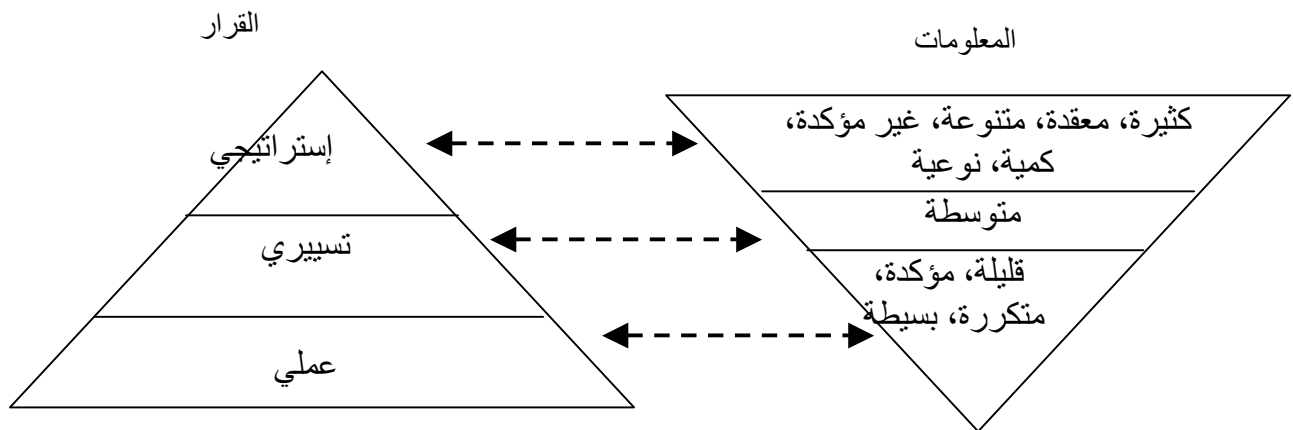 القرار
المعلومات
إستراتيجي
تسييري
عملي
كثيرة، معقدة، متنوعة، غير مؤكدة،
كمية، نوعية
متوسطة
قليلة، مؤكدة،
متكررة، بسيطة